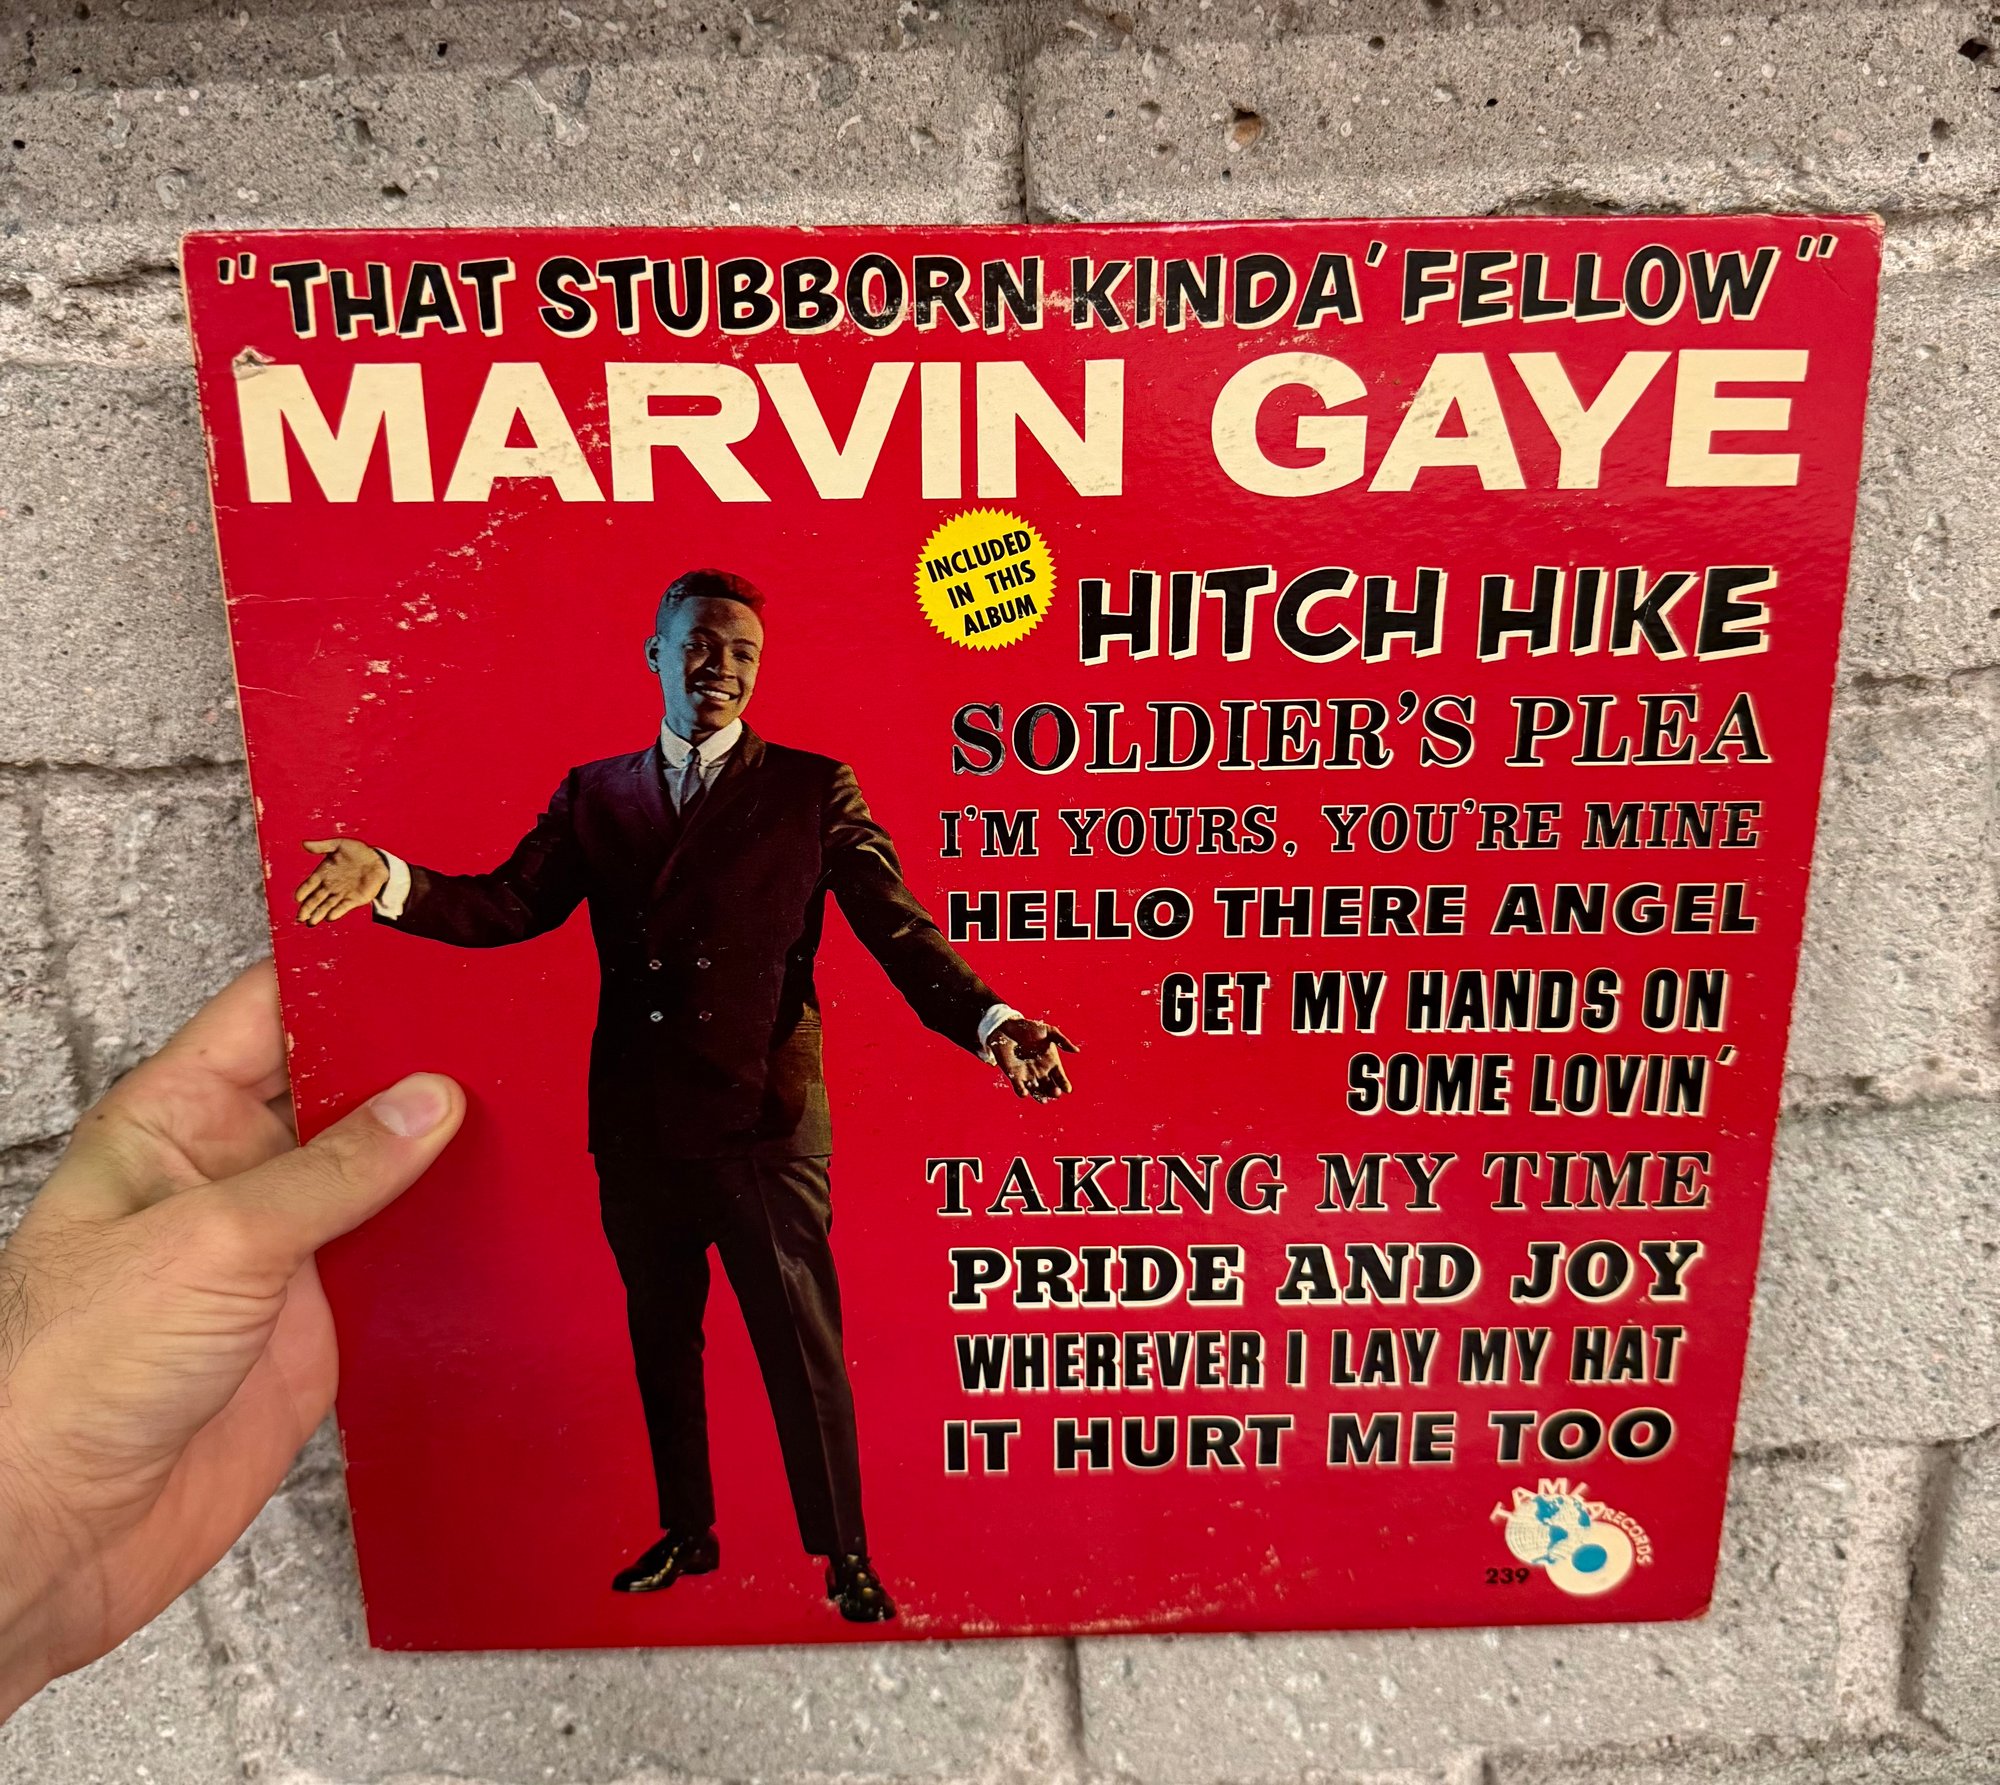 "THAT STUBBORN KINDA' FELLOW"
MARVIN GAYE
INCLUDED
IN THIS
ALBUM
HITCH HIKE
SOLDIER'S PLEA
I'M YOURS, YOU'RE MINE
HELLO THERE ANGEL
GET MY HANDS ON
SOME LOVIN'
TAKING MY TIME
PRIDE AND JOY
WHEREVER I LAY MY HAT
IT HURT ME TOO
TAMLA RECORDS
239